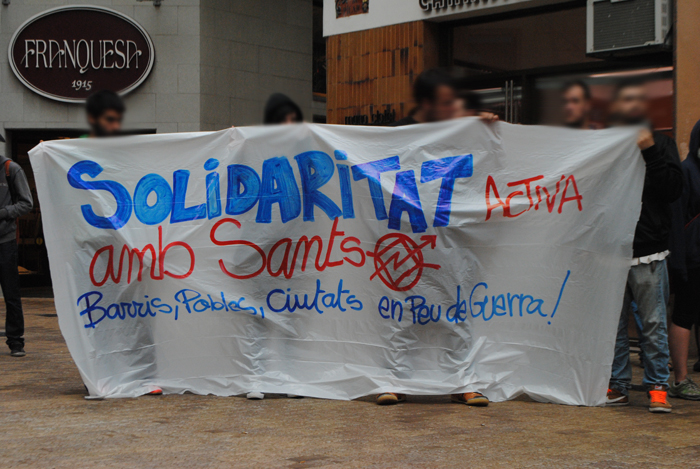 FRANQUESA
1915
SOLiDARiTAT ACTiVA
amb Sants
Barris, Pobles, Ciutats en Peu de Guerra!